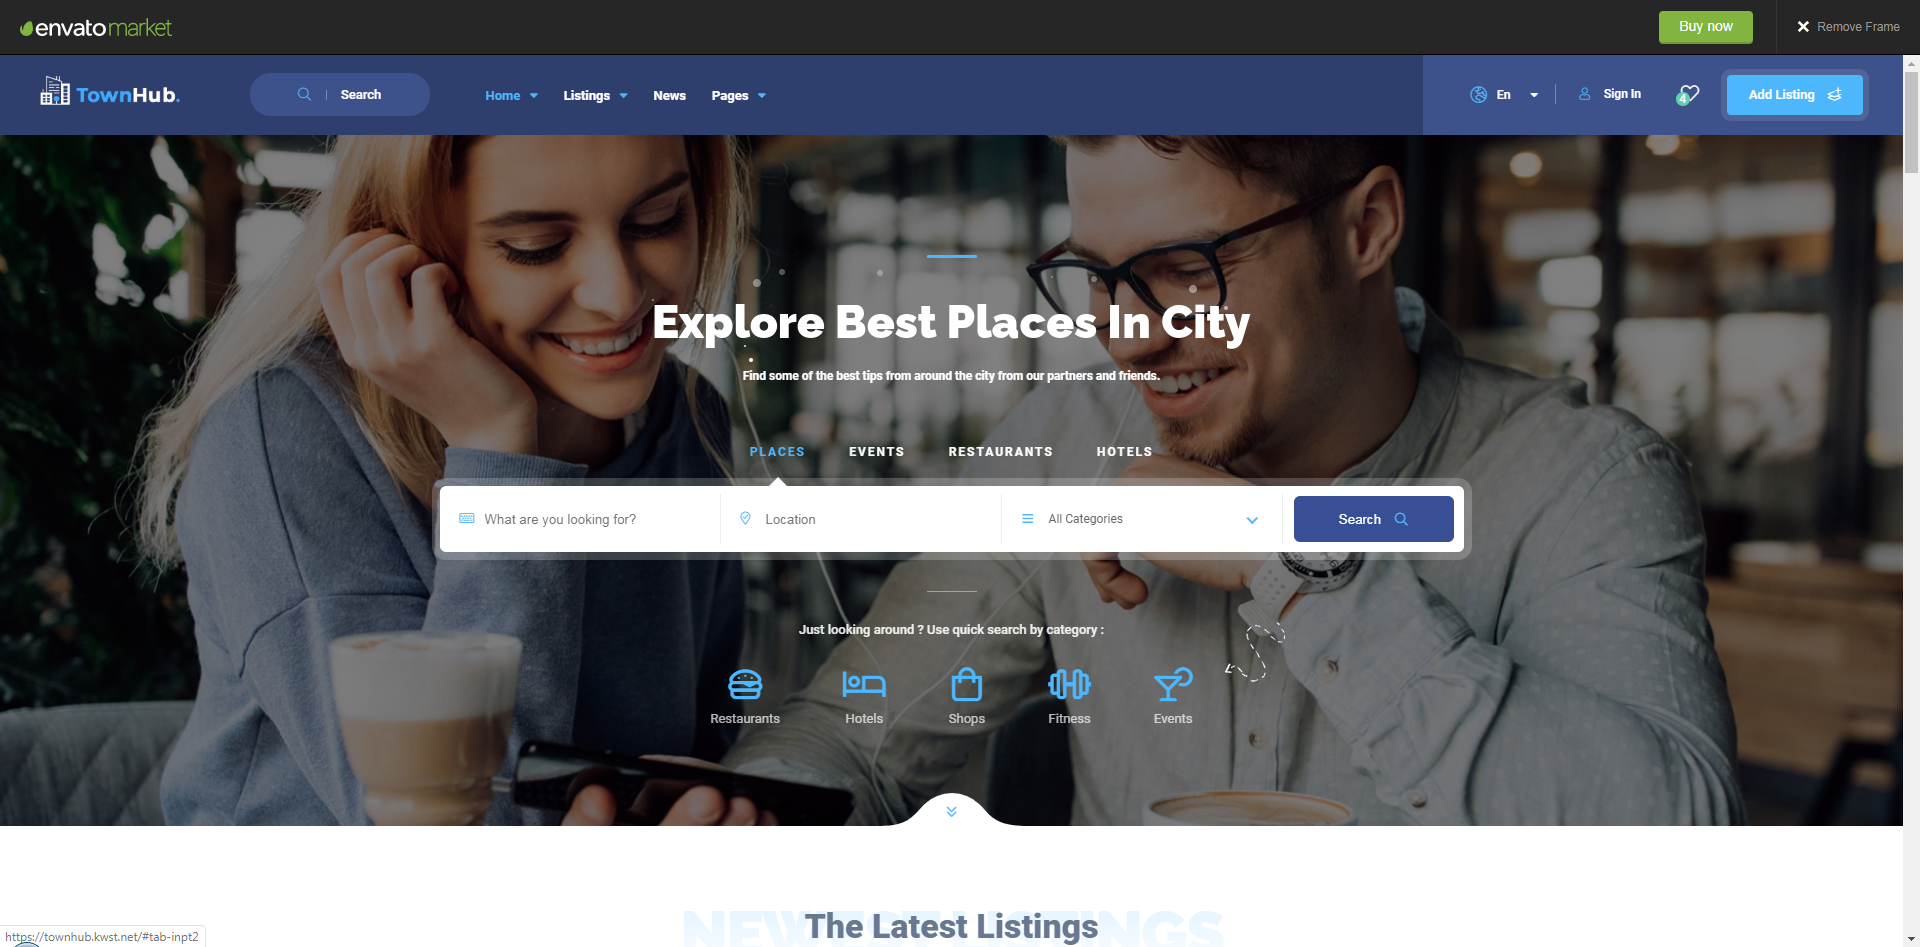 envato market
Buy now
Remove Frame
TownHub.
Search
Home
Listings
News
Pages
En
Sign In
4
Add Listing
Explore Best Places In City
Find some of the best tips from around the city from our partners and friends.
PLACES
EVENTS
RESTAURANTS
HOTELS
What are you looking for?
Location
All Categories
Search
Just looking around ? Use quick search by category :
Restaurants
Hotels
Shops
Fitness
Events
NEWEST LISTINGS
The Latest Listings
https://townhub.kwst.net/#tab-inpt2